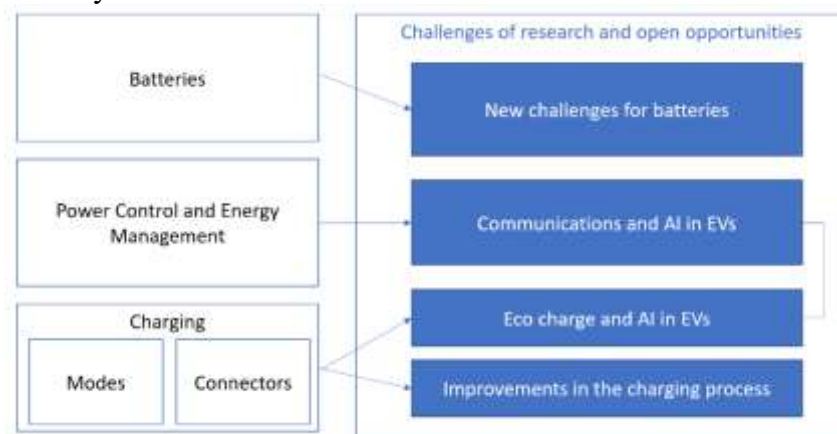 Challenges of research and open opportunities
Batteries
New challenges for batteries
Power Control and Energy
Management
Communications and AI in EVs
Charging
Modes
Connectors
Eco charge and AI in EVs
Improvements in the charging process